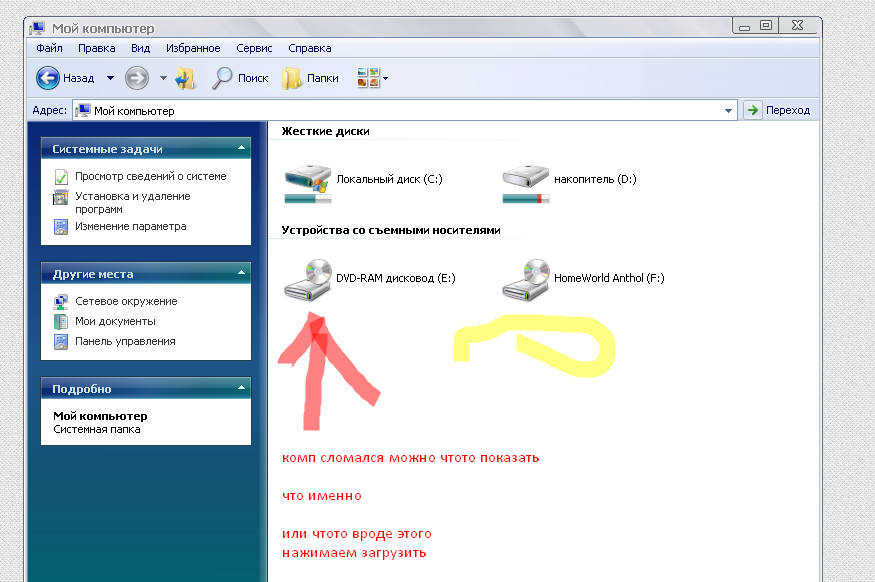 Мой компьютер
Файл Правка Вид Избранное Сервис Справка
Назад Поиск Папки
Адрес: Мой компьютер Переход
Системные задачи
Просмотр сведений о системе
Установка и удаление
программ
Изменение параметра
Другие места
Сетевое окружение
Мои документы
Панель управления
Подробно
Мой компьютер
Системная папка
Жесткие диски
Локальный диск (C:) накопитель (D:)
Устройства со съемными носителями
DVD-RAM дисковод (E:) HomeWorld Anthol (F:)
комп сломался можно чтото показать
что именно
или чтото вроде этого
нажимаем загрузить